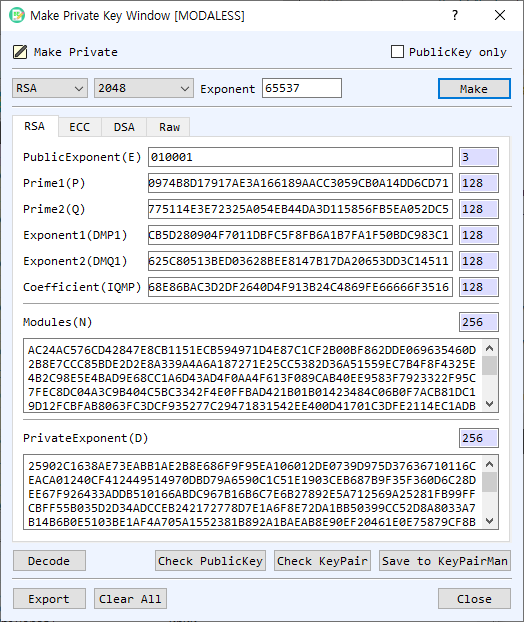 Make Private Key Window [MODALESS]
Make Private
PublicKey only
RSA 2048 Exponent 65537 Make
RSA ECC DSA Raw
PublicExponent(E) 010001 3
Prime1(P) 0974B8D17917AE3A166189AACC3059CB0A14DD6CD71 128
Prime2(Q) 775114E3E72325A054EB44DA3D115856FB5EA052DC5 128
Exponent1(DMP1) CB5D280904F7011DBFC5F8FB6A1B7FA1F50BDC983C1 128
Exponent2(DMQ1) 625C80513BED03628BEE8147B17DA20653DD3C14511 128
Coefficient(IQMP) 68E86BAC3D2DF2640D4F913B24C4869FE66666F3516 128
Modules(N) 256
AC24AC576CD42847E8CB1151ECB594971D4E87C1CF2B00BF862DDE069635460D
2B8E7CCC85BDE2D2E8A339A4A6A187271E25CC5382D36A51559EC7B4F8F4325E
4B2C98E5E4BAD9E68CC1A6D43AD4F0AA4F613F089CAB40EE9583F7923322F95C
7FEC8DC04A3C9B404C5BC3342F4E0FFBAD421B01B01423484C06B0F7ACB81DC1
9D12FCBFAB8063FC3DCF935277C29471831542EE400D41701C3DFE2114EC1ADB
PrivateExponent(D) 256
25902C1638AE73EABB1AE2B8E686F9F95EA106012DE0739D975D37636710116C
EACA01240CF412449514970DBD79A6590C1C51E1903CEB687B9F35F360D6C28D
EE67F926433ADDB510166ABDC967B16B6C7E6B27892E5A712569A25281FB99FF
CBFF55B035D2D34ADCCEB242172778D7E1A6F8E72DA1BB50399CC52D8A8033A7
B14B6B0E5103BE1AF4A705A1552381B892A1BAEAB8E90EF20461E0E75879CF8B
Decode Check PublicKey Check KeyPair Save to KeyPairMan
Export Clear All Close